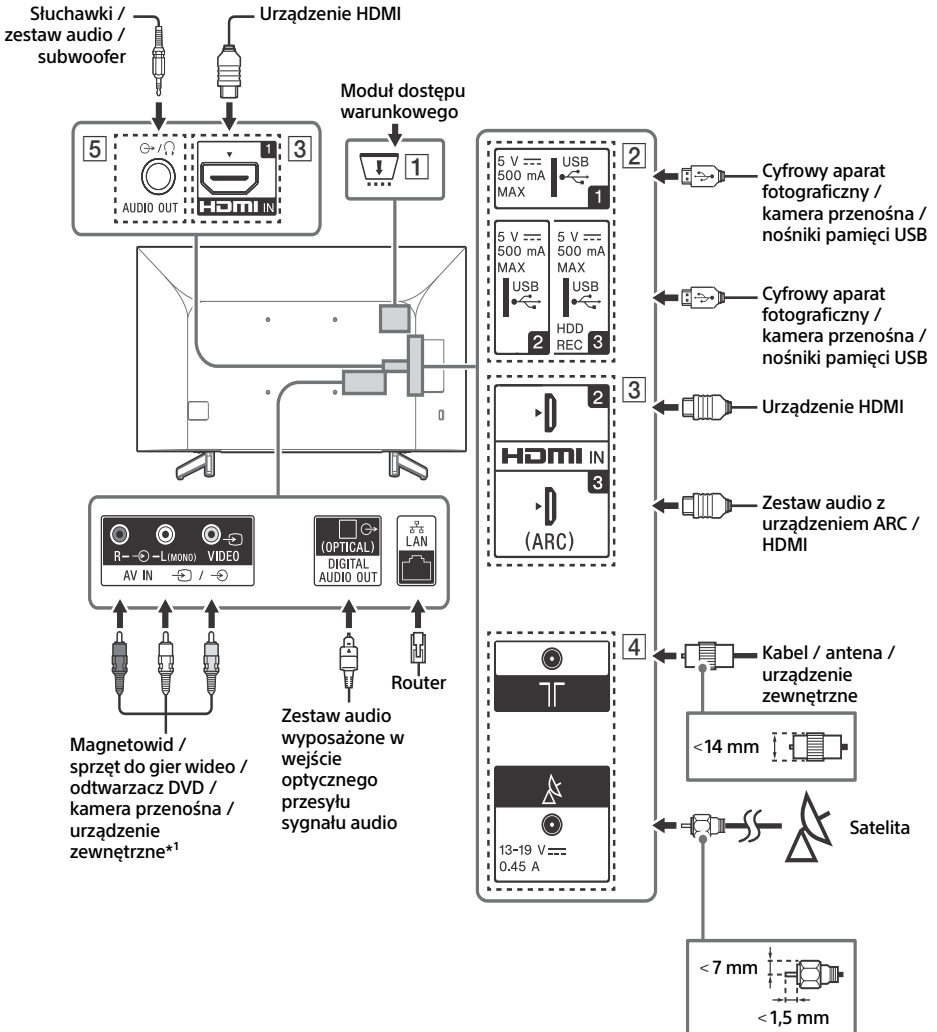 Słuchawki /
zestaw audio /
subwoofer
Urządzenie HDMI
Moduł dostępu
warunkowego
5
AUDIO OUT
1
3
HDMI IN
1
2
5 V
500 mA
MAX
USB
1
Cyfrowy aparat
fotograficzny /
kamera przenośna /
nośniki pamięci USB
5 V
500 mA
MAX
USB
2
5 V
500 mA
MAX
USB
HDD
REC 3
Cyfrowy aparat
fotograficzny /
kamera przenośna /
nośniki pamięci USB
2
3
Urządzenie HDMI
HDMI IN
3
(ARC)
Zestaw audio z
urządzeniem ARC /
HDMI
R– –L(MONO) VIDEO
AV IN /
(OPTICAL)
DIGITAL
AUDIO OUT
LAN
Magnetowid /
sprzęt do gier wideo /
odtwarzacz DVD /
kamera przenośna /
urządzenie
zewnętrzne*1
Zestaw audio
wyposażone w
wejście
optycznego
przesyłu
sygnału audio
Router
4
Kabel / antena /
urządzenie
zewnętrzne
<14 mm
13-19 V
0.45 A
Satelita
<7 mm
<1,5 mm